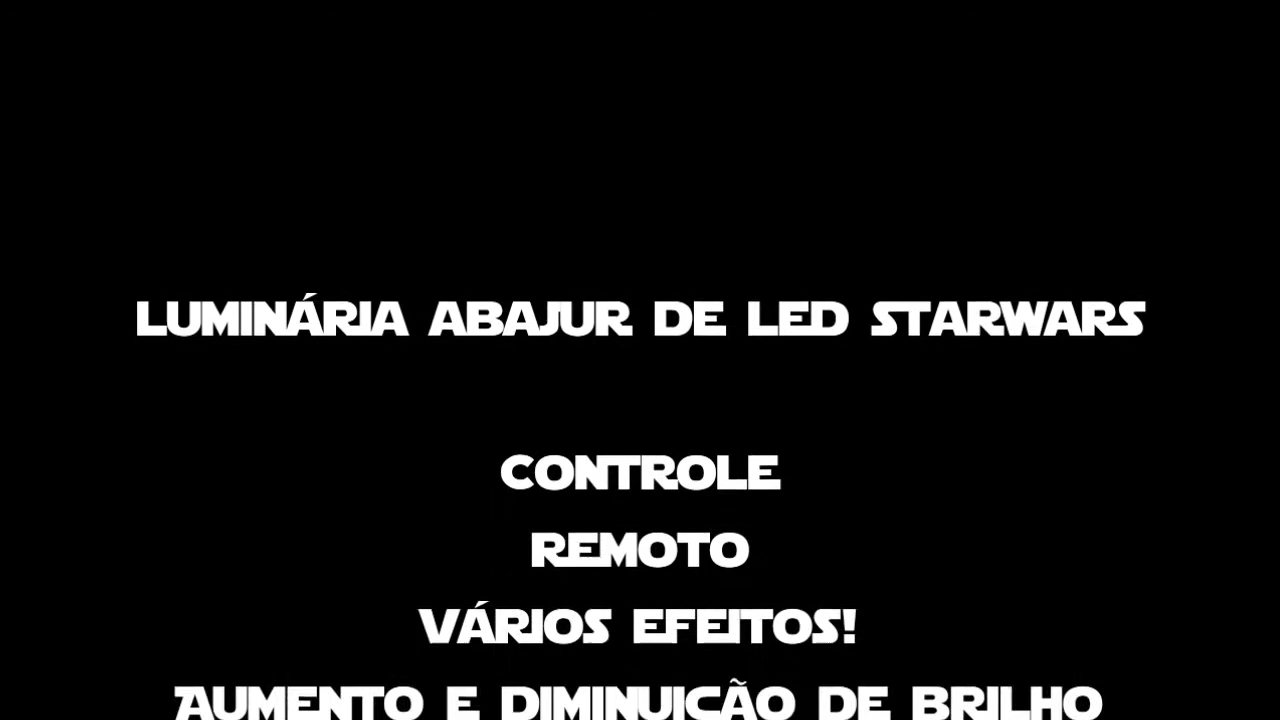 LUMINÁRIA ABAJUR DE LED STARWARS
CONTROLE
REMOTO
VÁRIOS EFEITOS!
AUMENTO E DIMINUIÇÃO DE BRILHO